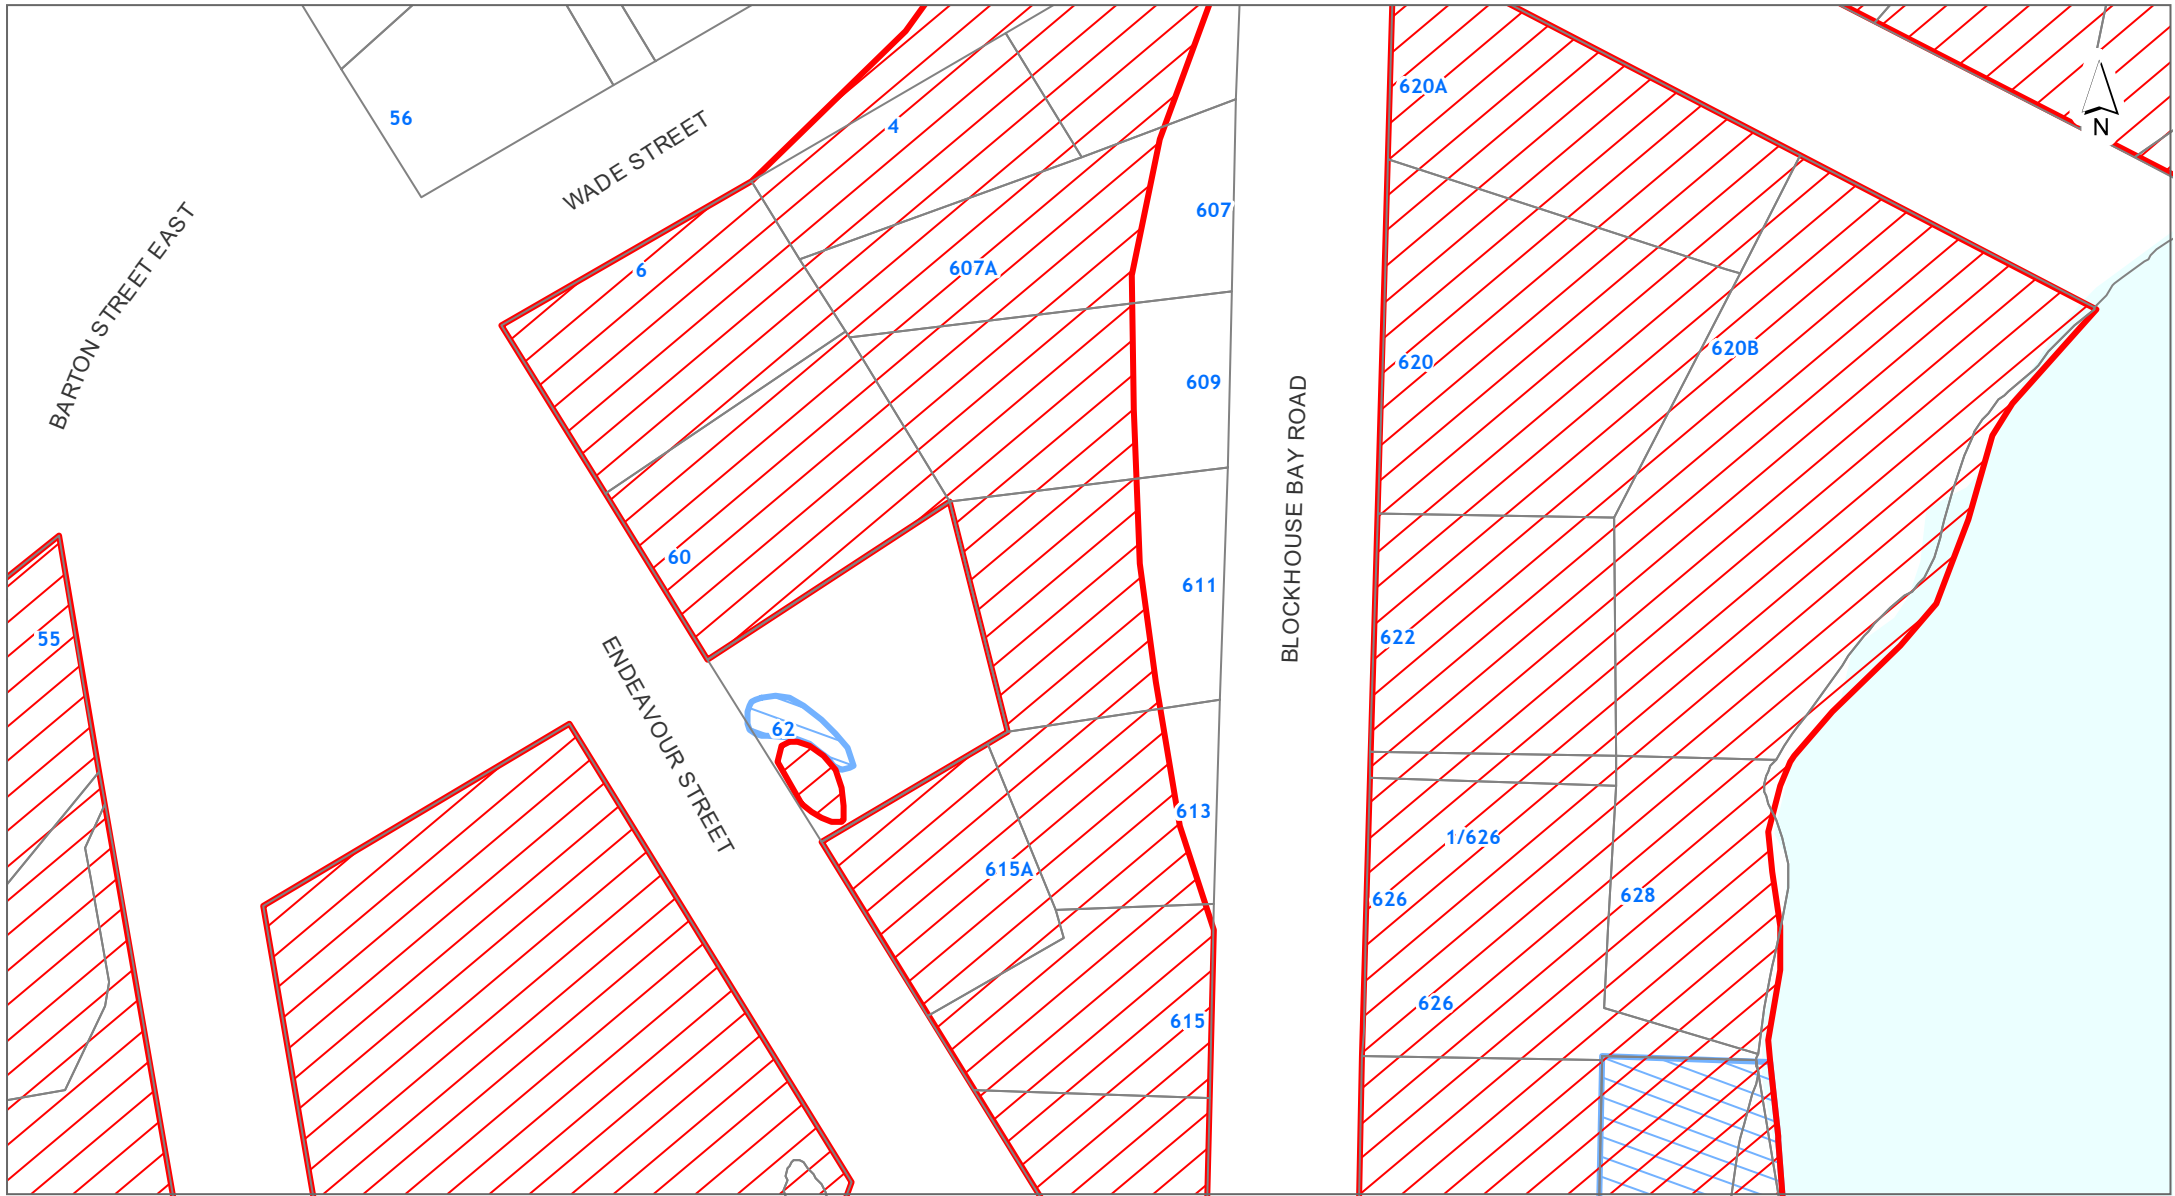 620A
N
56
4
WADE STREET
607
BARTON STREET EAST
6
607A
620B
620
609
BLOCKHOUSE BAY ROAD
60
611
55
622
ENDEAVOUR STREET
62
613
1/626
615A
628
626
626
615